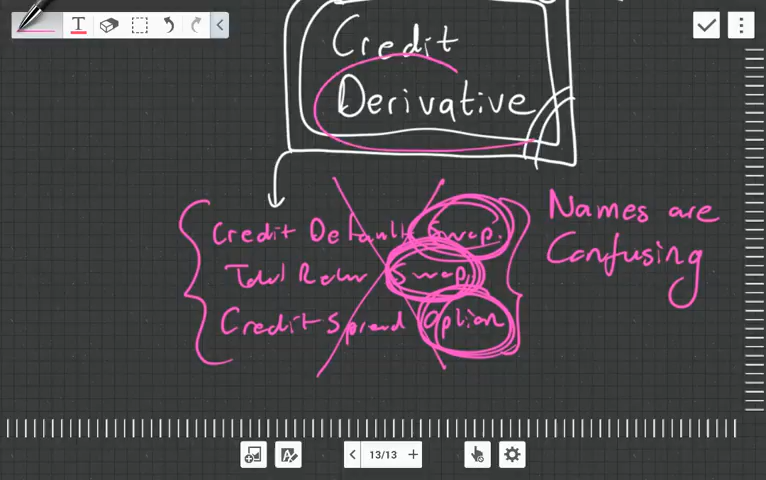 T
Credit
Derivative
Credit Default Swap.
Total Return Swap,
Credit Spread Option
Names are
Confusing
A
13/13